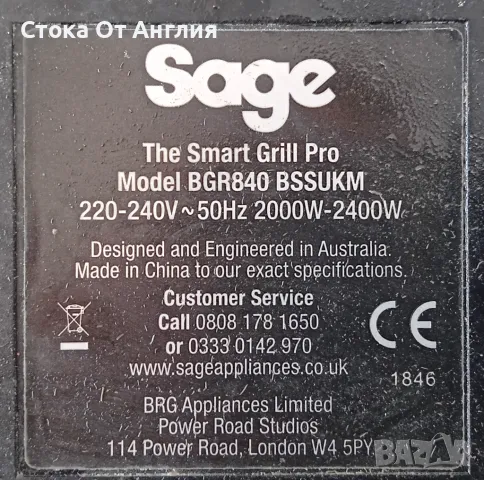 Стока От Англия
Sage
The Smart Grill Pro
Model BGR840 BSSUKM
220-240V~50Hz 2000W-2400W
Designed and Engineered in Australia.
Made in China to our exact specifications.
Customer Service
Call 0808 178 1650
or 0333 0142 970
www.sageappliances.co.uk
CE
1846
BRG Appliances Limited
Power Road Studios
114 Power Road, London W4 5PY
BAZAR